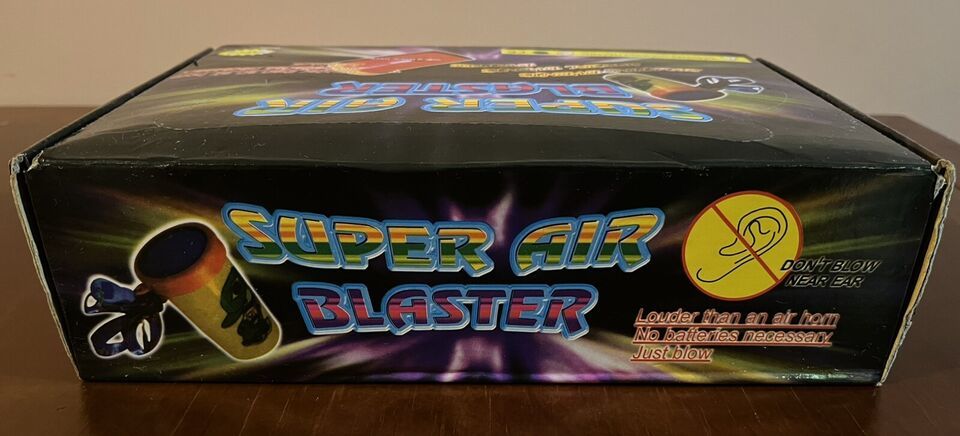 SUPER AIR
BLASTER
SUPER AIR
BLASTER
DON'T BLOW
NEAR EAR
Louder than an air horn
No batteries necessary
Just blow